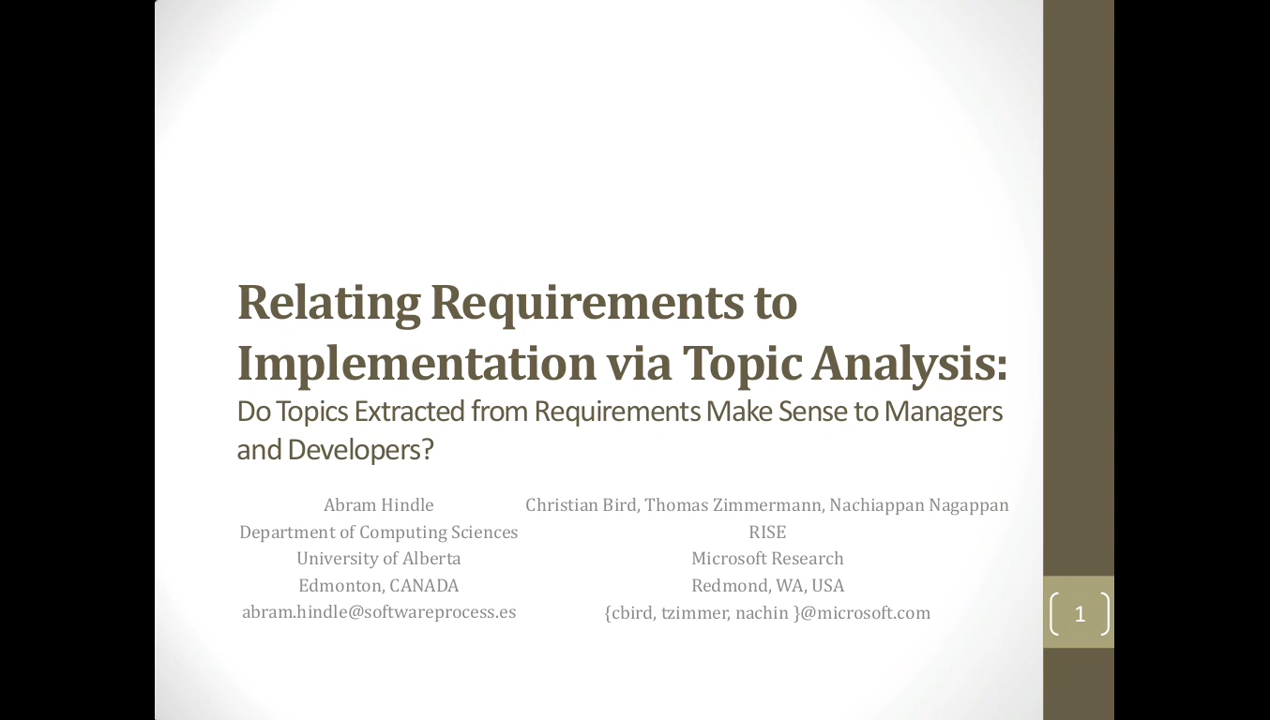 Relating Requirements to
Implementation via Topic Analysis:
Do Topics Extracted from Requirements Make Sense to Managers
and Developers?
Abram Hindle
Department of Computing Sciences
University of Alberta
Edmonton, CANADA
abram.hindle@softwareprocess.es
Christian Bird, Thomas Zimmermann, Nachiappan Nagappan
RISE
Microsoft Research
Redmond, WA, USA
{cbird, tzimmer, nachin }@microsoft.com
1